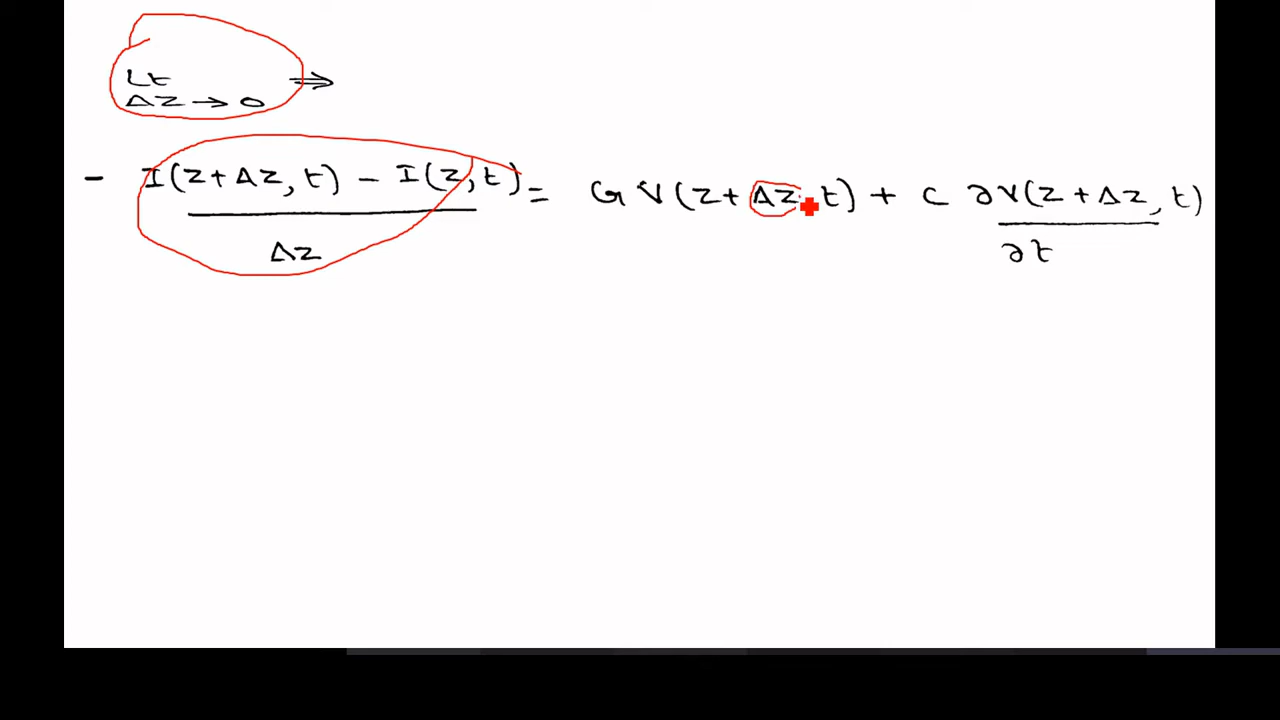 Lt ⇒
Δz → 0
- I(z+Δz, t) - I(z, t) = G V(z + Δz, t) + C ∂V(z + Δz, t)
Δz ∂t